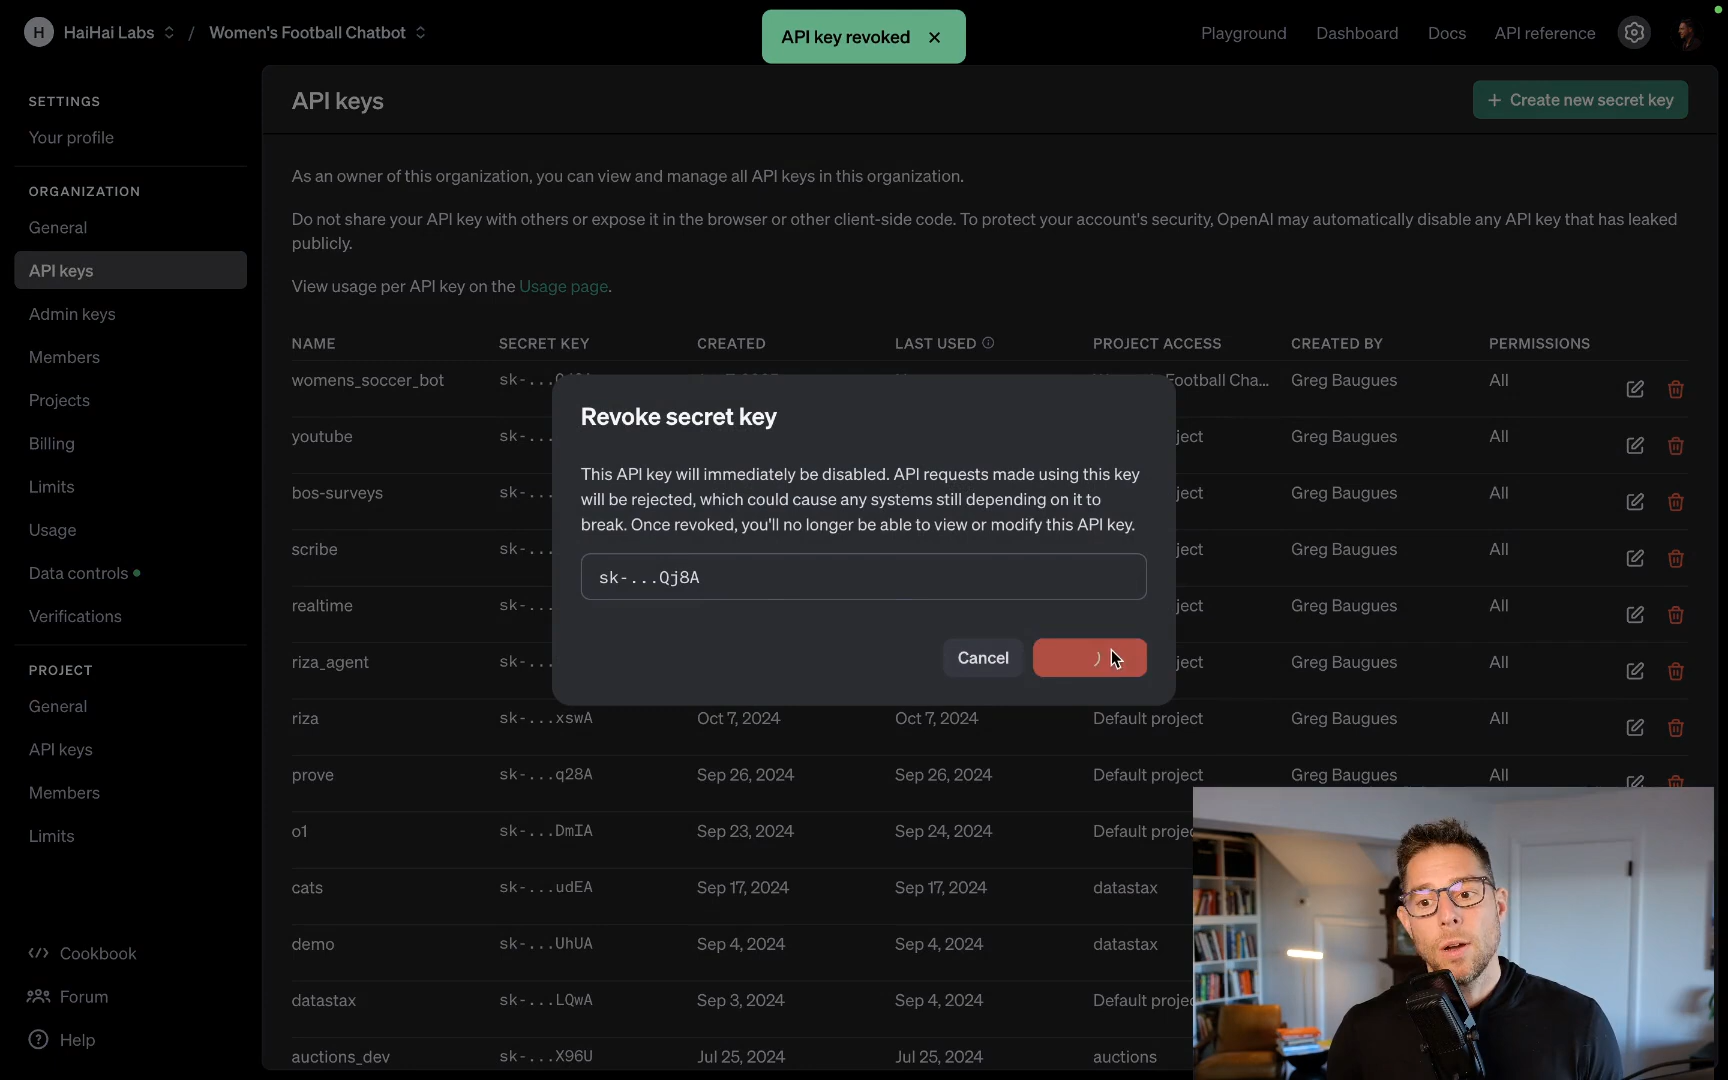 H HaiHai Labs / Women's Football Chatbot
API key revoked ×
Playground Dashboard Docs API reference
SETTINGS
Your profile
ORGANIZATION
General
API keys
Admin keys
Members
Projects
Billing
Limits
Usage
Data controls
Verifications
PROJECT
General
API keys
Members
Limits
Cookbook
Forum
Help
API keys
+ Create new secret key
As an owner of this organization, you can view and manage all API keys in this organization.
Do not share your API key with others or expose it in the browser or other client-side code. To protect your account's security, OpenAI may automatically disable any API key that has leaked
publicly.
View usage per API key on the Usage page.
NAME SECRET KEY CREATED LAST USED PROJECT ACCESS CREATED BY PERMISSIONS
womens_soccer_bot sk-... Football Cha... Greg Baugues All
youtube sk-... ject Greg Baugues All
bos-surveys sk-... ject Greg Baugues All
scribe sk-... ject Greg Baugues All
realtime sk-... ject Greg Baugues All
riza_agent sk-... ject Greg Baugues All
riza sk-...xswA Oct 7, 2024 Oct 7, 2024 Default project Greg Baugues All
prove sk-...q28A Sep 26, 2024 Sep 26, 2024 Default project Greg Baugues All
o1 sk-...DmIA Sep 23, 2024 Sep 24, 2024 Default projec
cats sk-...udEA Sep 17, 2024 Sep 17, 2024 datastax
demo sk-...UhUA Sep 4, 2024 Sep 4, 2024 datastax
datastax sk-...LQwA Sep 3, 2024 Sep 4, 2024 Default projec
auctions_dev sk-...X96U Jul 25, 2024 Jul 25, 2024 auctions
Revoke secret key
This API key will immediately be disabled. API requests made using this key
will be rejected, which could cause any systems still depending on it to
break. Once revoked, you'll no longer be able to view or modify this API key.
sk-...Qj8A
Cancel